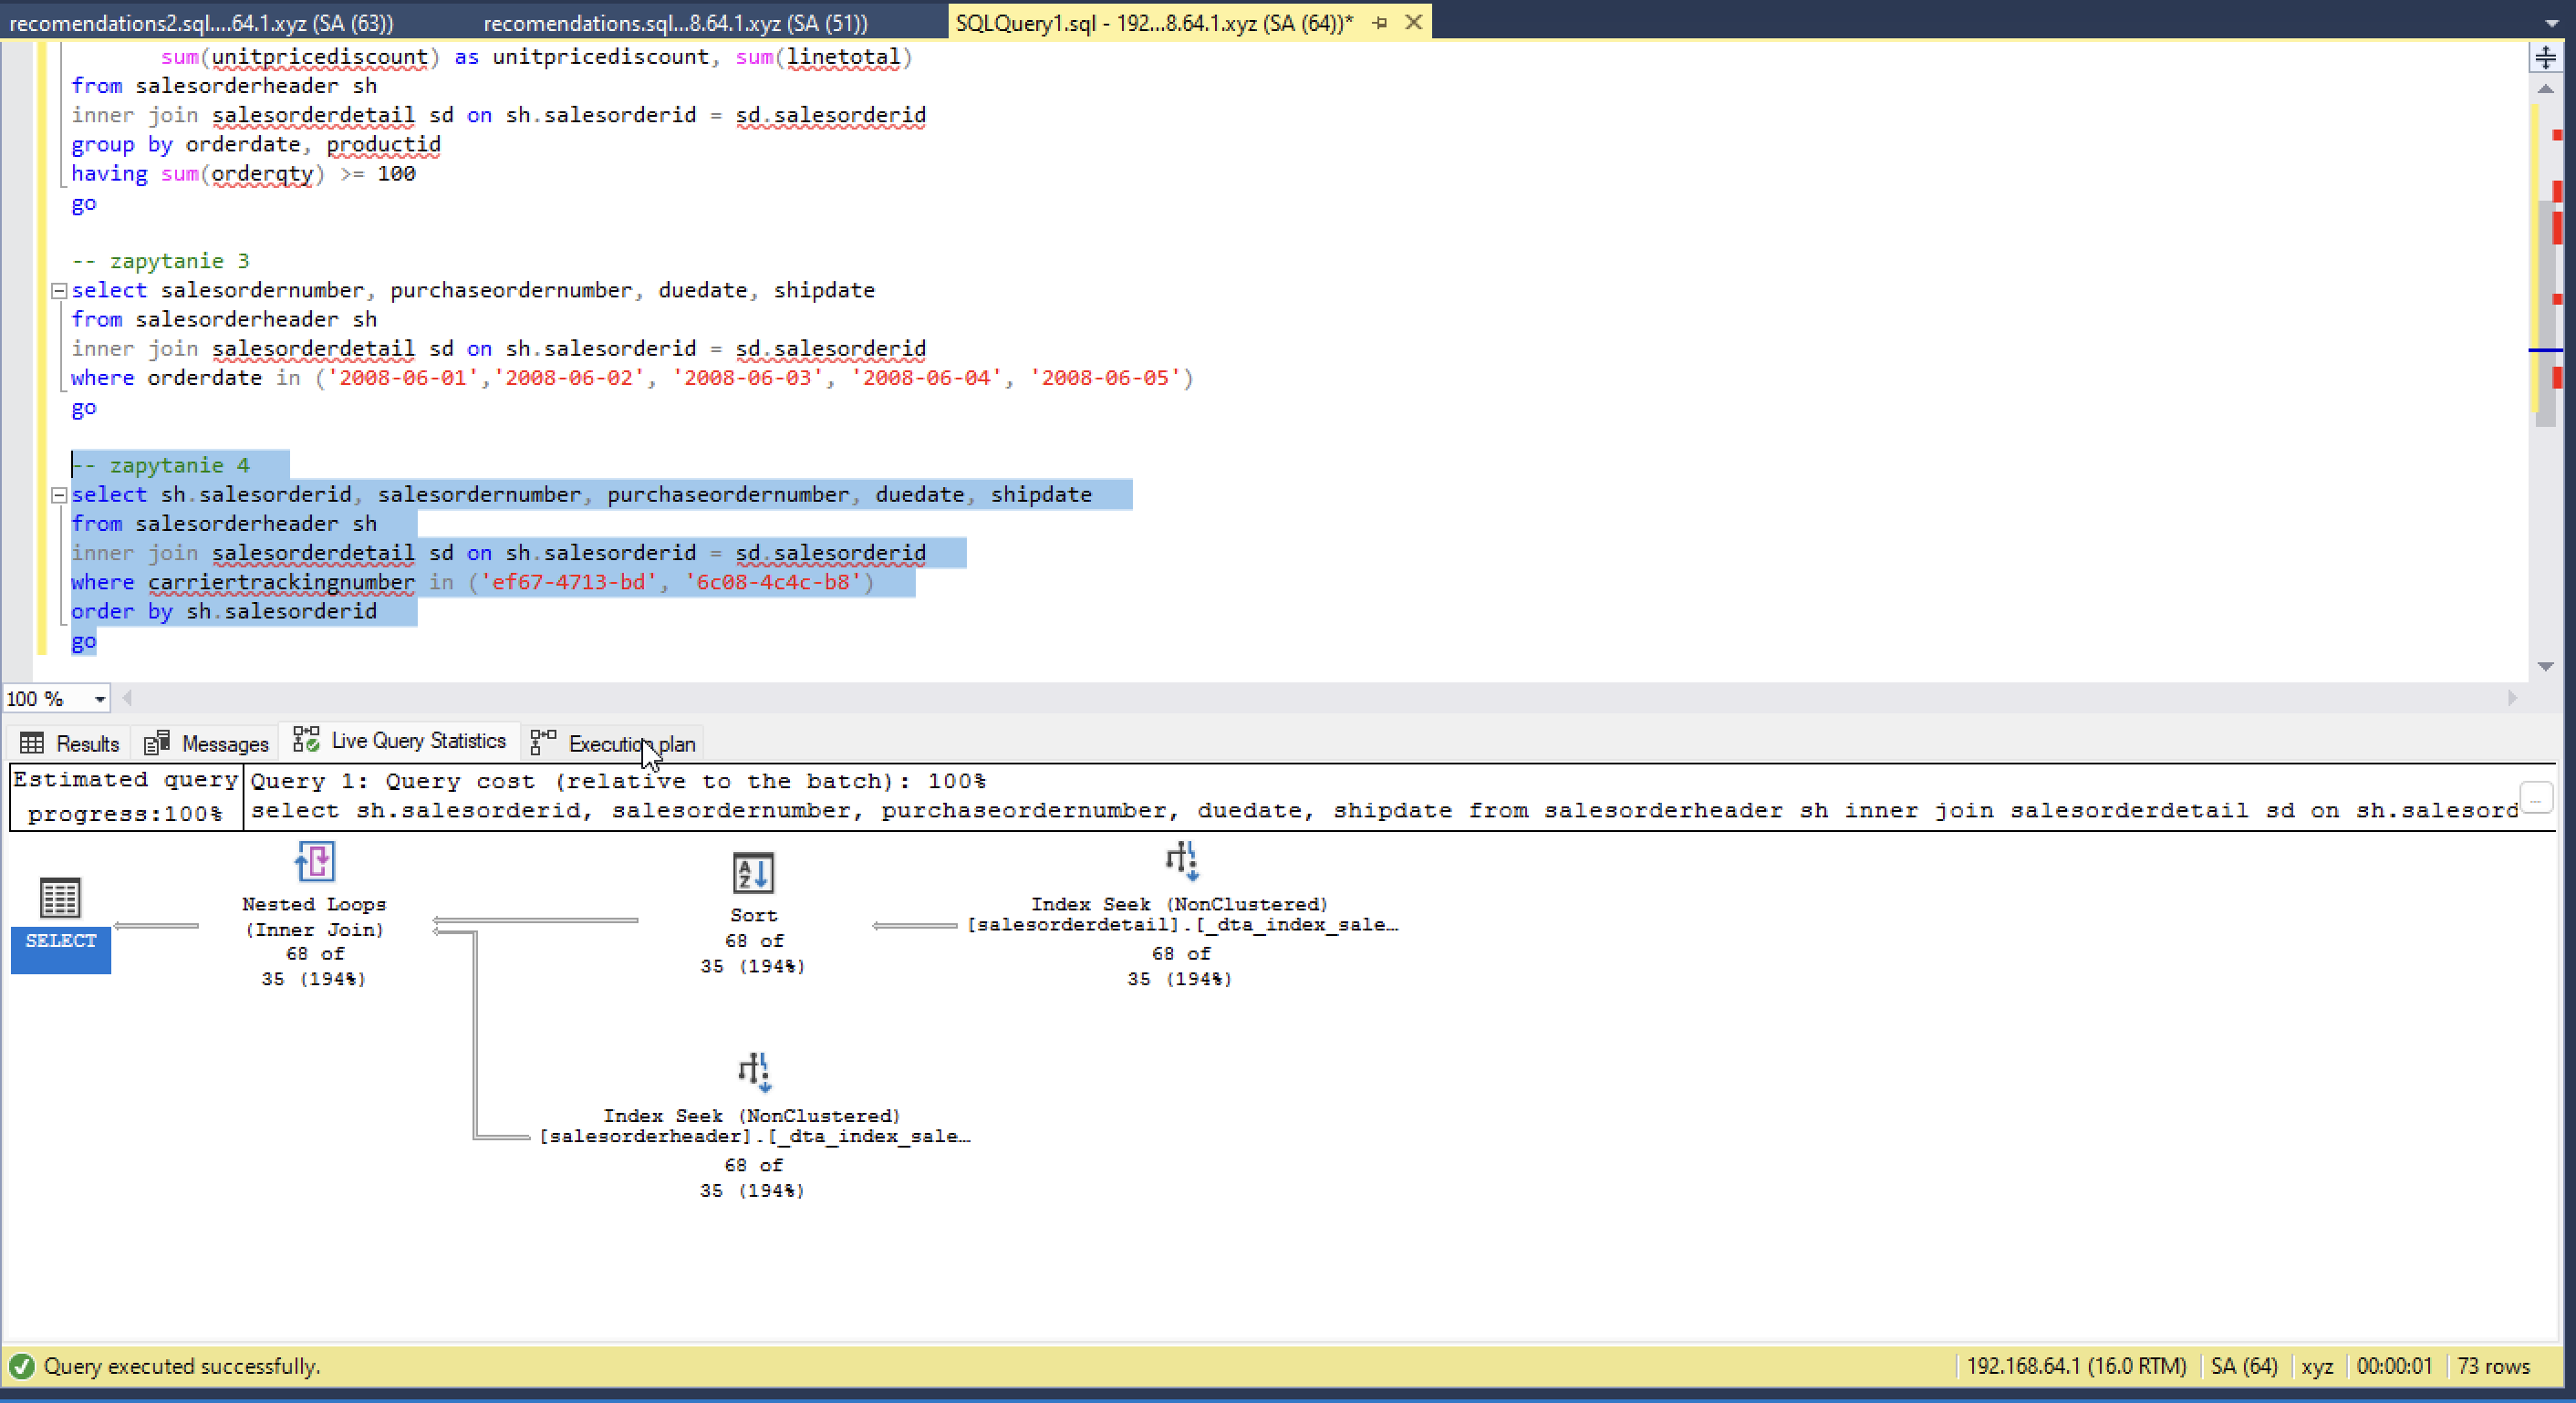 recomendations2.sql....64.1.xyz (SA (63))
recomendations.sql...8.64.1.xyz (SA (51))
SQLQuery1.sql - 192...8.64.1.xyz (SA (64))*
sum(unitpricediscount) as unitpricediscount, sum(linetotal)
from salesorderheader sh
inner join salesorderdetail sd on sh.salesorderid = sd.salesorderid
group by orderdate, productid
having sum(orderqty) >= 100
go
-- zapytanie 3
select salesordernumber, purchaseordernumber, duedate, shipdate
from salesorderheader sh
inner join salesorderdetail sd on sh.salesorderid = sd.salesorderid
where orderdate in ('2008-06-01','2008-06-02', '2008-06-03', '2008-06-04', '2008-06-05')
go
-- zapytanie 4
select sh.salesorderid, salesordernumber, purchaseordernumber, duedate, shipdate
from salesorderheader sh
inner join salesorderdetail sd on sh.salesorderid = sd.salesorderid
where carriertrackingnumber in ('ef67-4713-bd', '6c08-4c4c-b8')
order by sh.salesorderid
go
100 %
Results
Messages
Live Query Statistics
Execution plan
Estimated query
progress:100%
Query 1: Query cost (relative to the batch): 100%
select sh.salesorderid, salesordernumber, purchaseordernumber, duedate, shipdate from salesorderheader sh inner join salesorderdetail sd on sh.salesord
...
SELECT
Nested Loops
(Inner Join)
68 of
35 (194%)
Sort
68 of
35 (194%)
Index Seek (NonClustered)
[salesorderdetail].[_dta_index_sale…
68 of
35 (194%)
Index Seek (NonClustered)
[salesorderheader].[_dta_index_sale…
68 of
35 (194%)
Query executed successfully.
192.168.64.1 (16.0 RTM)
SA (64)
xyz
00:00:01
73 rows